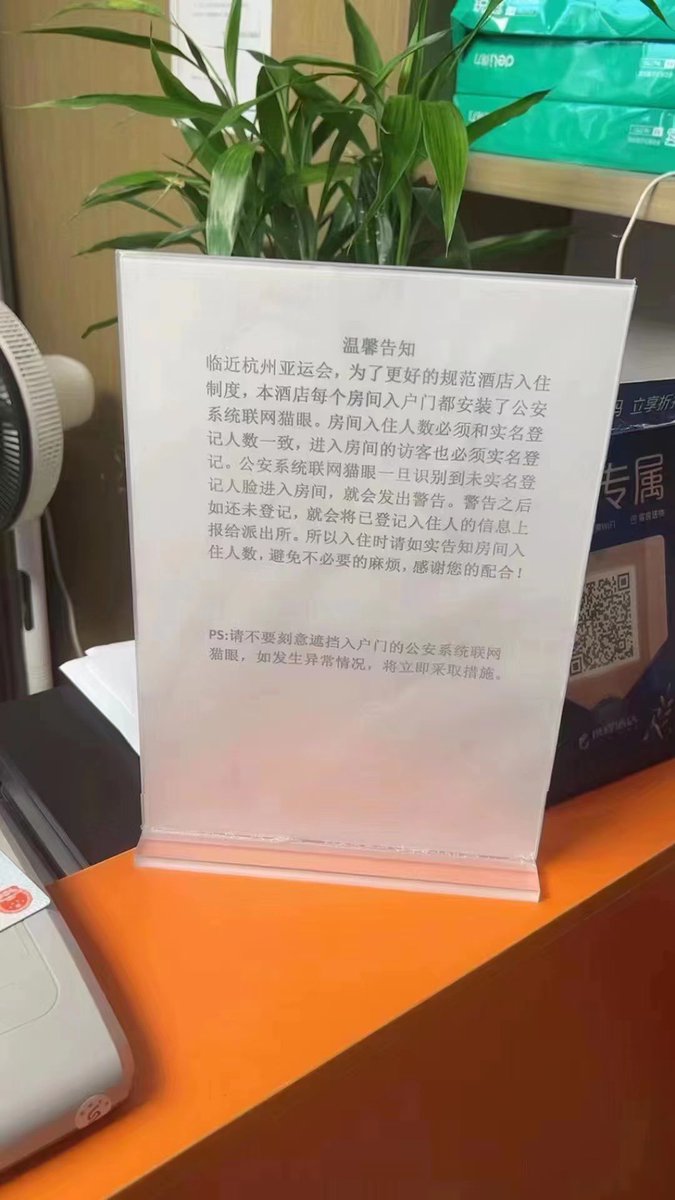 deli得力
温馨告知
临近杭州亚运会，为了更好的规范酒店入住
制度，本酒店每个房间入户门都安装了公安
系统联网猫眼。房间入住人数必须和实名登
记人数一致，进入房间的访客也必须实名登
记。公安系统联网猫眼一旦识别到未实名登
记人脸进入房间，就会发出警告。警告之后
如还未登记，就会将已登记入住人的信息上
报给派出所。所以入住时请如实告知房间入
住人数，避免不必要的麻烦，感谢您的配合！
PS:请不要刻意遮挡入户门的公安系统联网
猫眼，如发生异常情况，将立即采取措施。
码 立享折
专属
WiFi